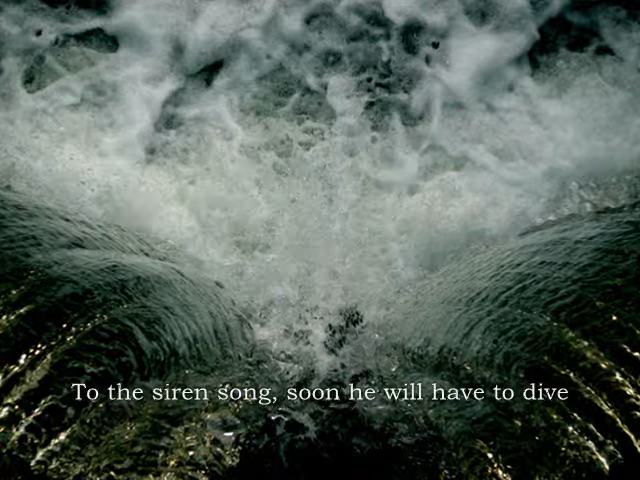 To the siren song, soon he will have to dive